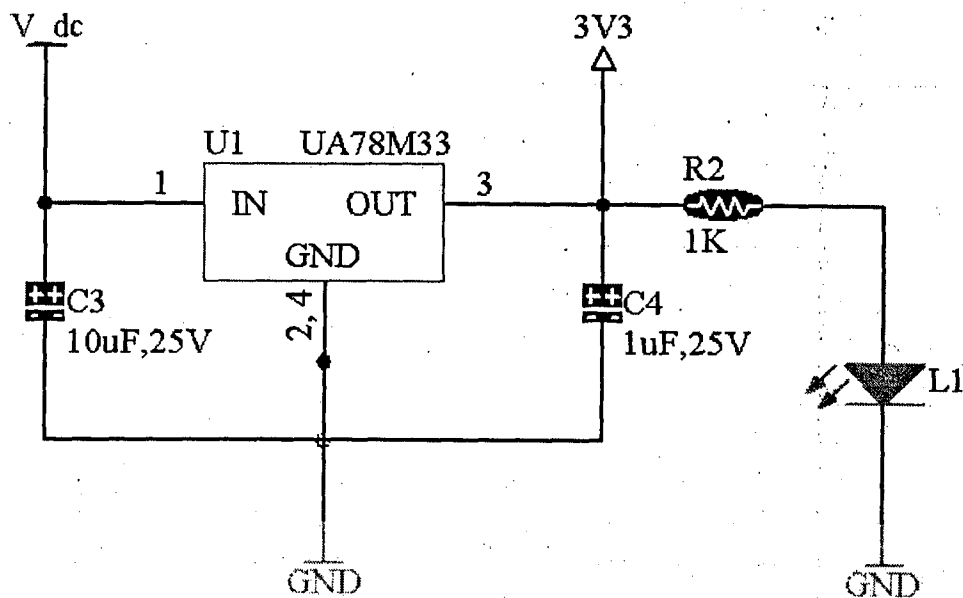 V dc
3V3
U1 UA78M33
R2
1 IN OUT 3
1K
GND
2, 4
++ C3
10uF,25V
++ C4
1uF,25V
L1
GND
GND